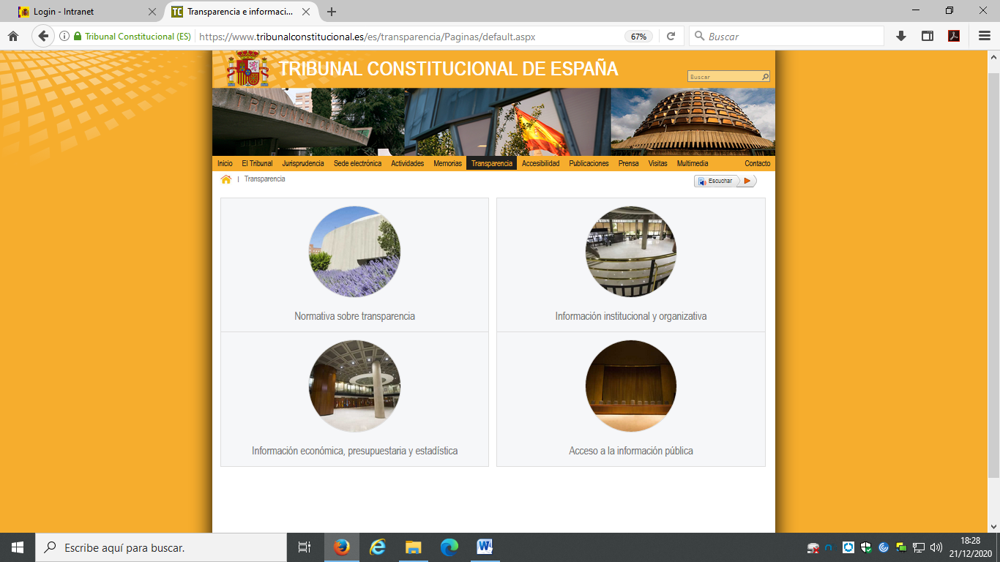 Login - Intranet
Transparencia e informaci...
Tribunal Constitucional (ES)
https://www.tribunalconstitucional.es/es/transparencia/Paginas/default.aspx
67%
Buscar
TRIBUNAL CONSTITUCIONAL DE ESPAÑA
Buscar
TRIBUNAL
Inicio El Tribunal Jurisprudencia Sede electrónica Actividades Memorias Transparencia Accesibilidad Publicaciones Prensa Visitas Multimedia Contacto
| Transparencia
Escuchar
Normativa sobre transparencia
Información institucional y organizativa
Información económica, presupuestaria y estadística
Acceso a la información pública
Escribe aquí para buscar.
18:28
21/12/2020